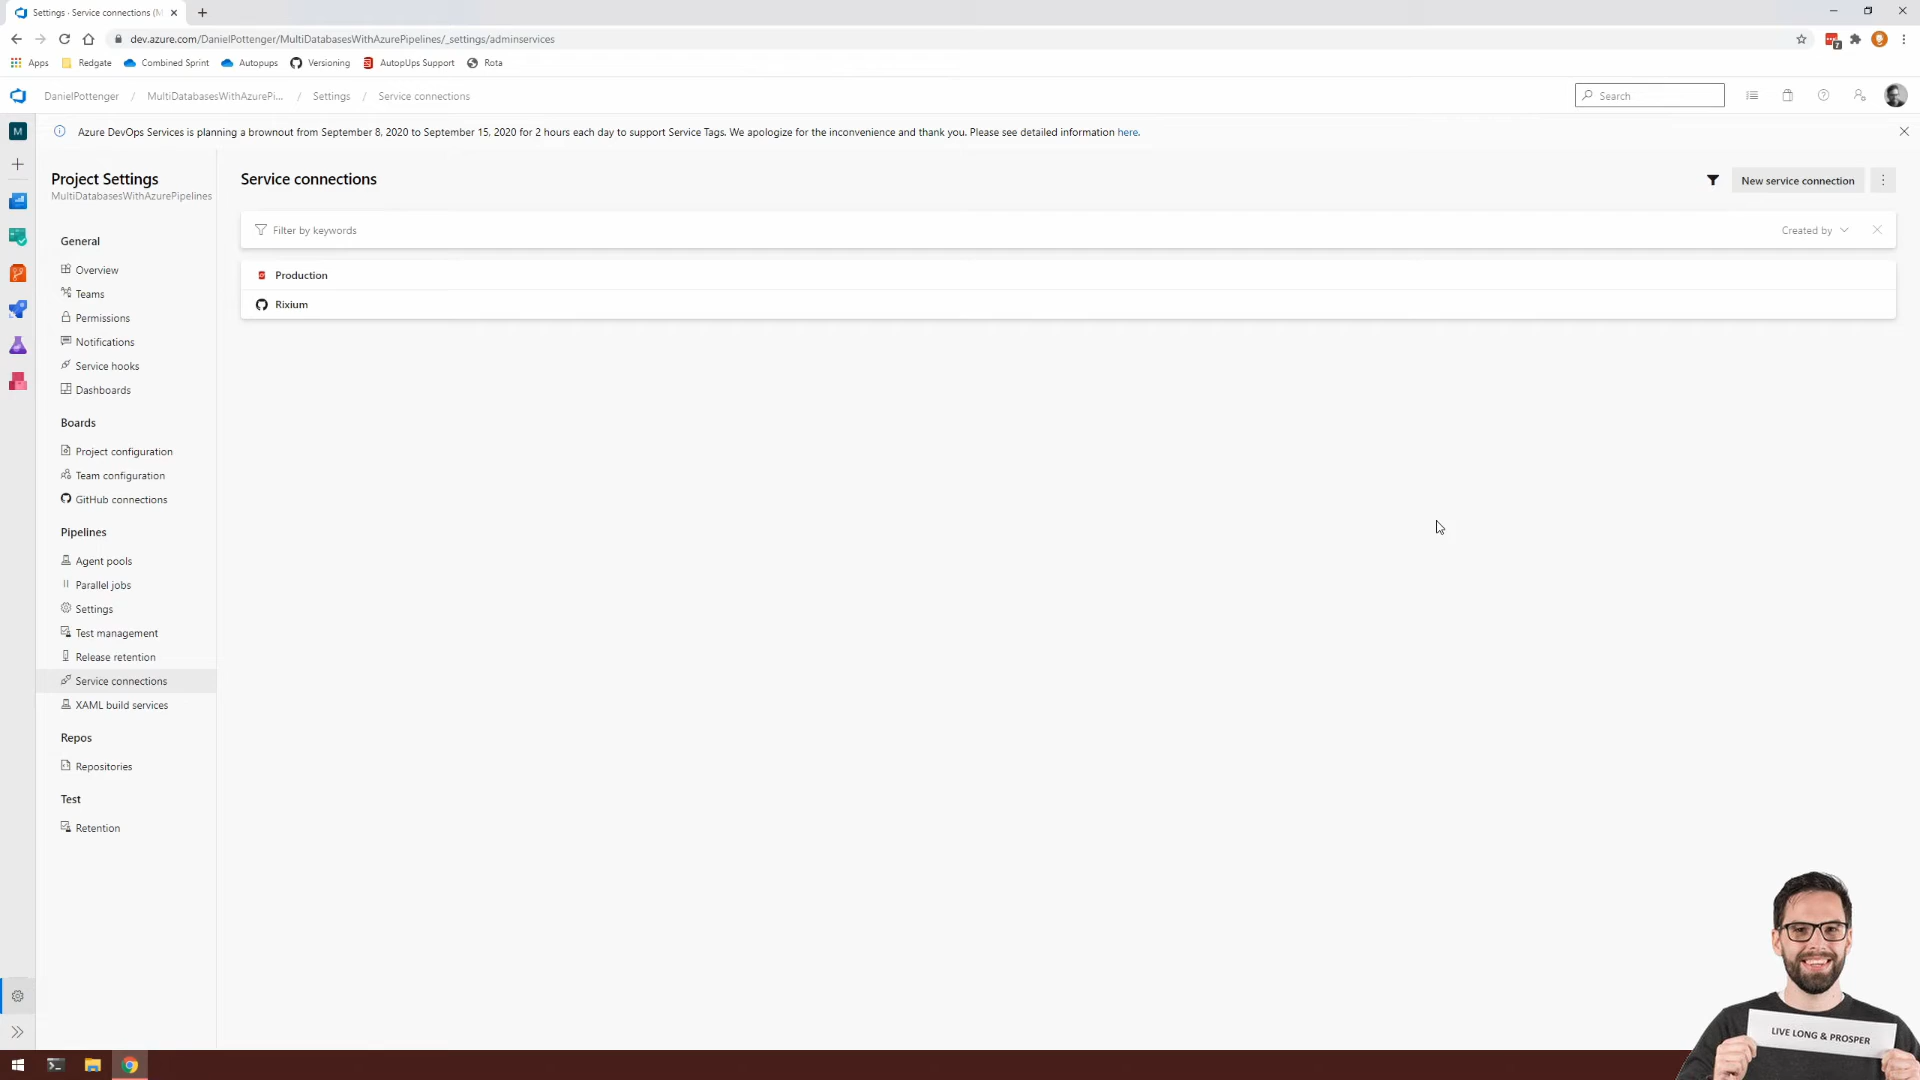 Settings · Service connections (M
dev.azure.com/DanielPottenger/MultiDatabasesWithAzurePipelines/_settings/adminservices
7
Apps Redgate Combined Sprint Autopups Versioning AutopUps Support Rota
DanielPottenger / MultiDatabasesWithAzurePi... / Settings / Service connections
Search
M
Azure DevOps Services is planning a brownout from September 8, 2020 to September 15, 2020 for 2 hours each day to support Service Tags. We apologize for the inconvenience and thank you. Please see detailed information here.
Project Settings
MultiDatabasesWithAzurePipelines
General
Overview
Teams
Permissions
Notifications
Service hooks
Dashboards
Boards
Project configuration
Team configuration
GitHub connections
Pipelines
Agent pools
Parallel jobs
Settings
Test management
Release retention
Service connections
XAML build services
Repos
Repositories
Test
Retention
Service connections
New service connection
Filter by keywords
Created by
Production
Rixium
LIVE LONG & PROSPER